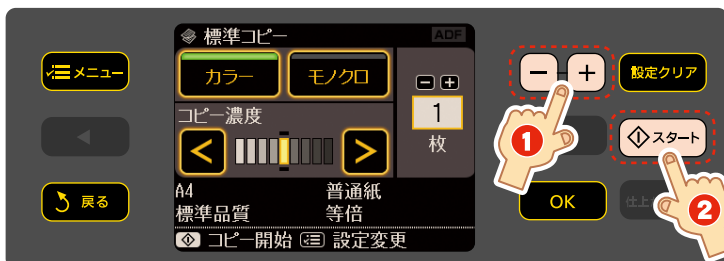 標準コピー
ADF
カラー
モノクロ
コピー濃度
1
枚
A4
普通紙
標準品質
等倍
コピー開始 設定変更
メニュー
戻る
- +
設定クリア
1
スタート
OK
2